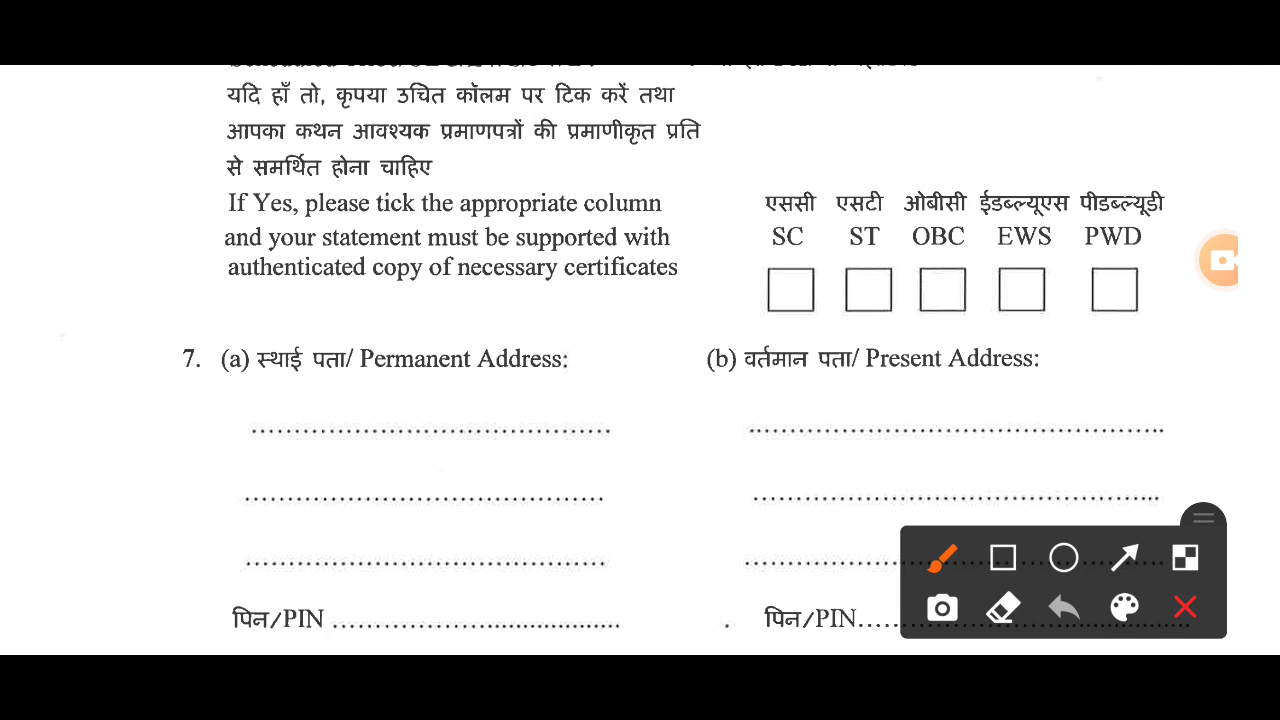 यदि हाँ तो, कृपया उचित कॉलम पर टिक करें तथा
आपका कथन आवश्यक प्रमाणपत्रों की प्रमाणीकृत प्रति
से समर्थित होना चाहिए
If Yes, please tick the appropriate column
and your statement must be supported with
authenticated copy of necessary certificates
एससी एसटी ओबीसी ईडब्ल्यूएस पीडब्ल्यूडी
SC ST OBC EWS PWD
7. (a) स्थाई पता/ Permanent Address:
(b) वर्तमान पता/ Present Address:
पिन/PIN ........................................
पिन/PIN........................................